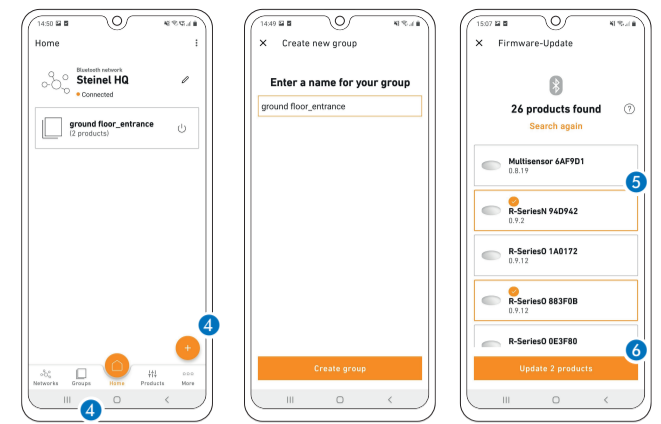 14:50
Home
Bluetooth network
Steinel HQ
Connected
ground floor_entrance
(2 products)
4
+
Networks
Groups
Home
Products
More
4
14:49
× Create new group
Enter a name for your group
ground floor_entrance
Create group
15:07
× Firmware-Update
26 products found
?
Search again
Multisensor 6AF9D1
0.8.19
5
R-SeriesN 94D942
0.9.2
R-SeriesO 1A0172
0.9.12
R-SeriesO 883F0B
0.9.12
R-SeriesO 0E3F80
6
Update 2 products